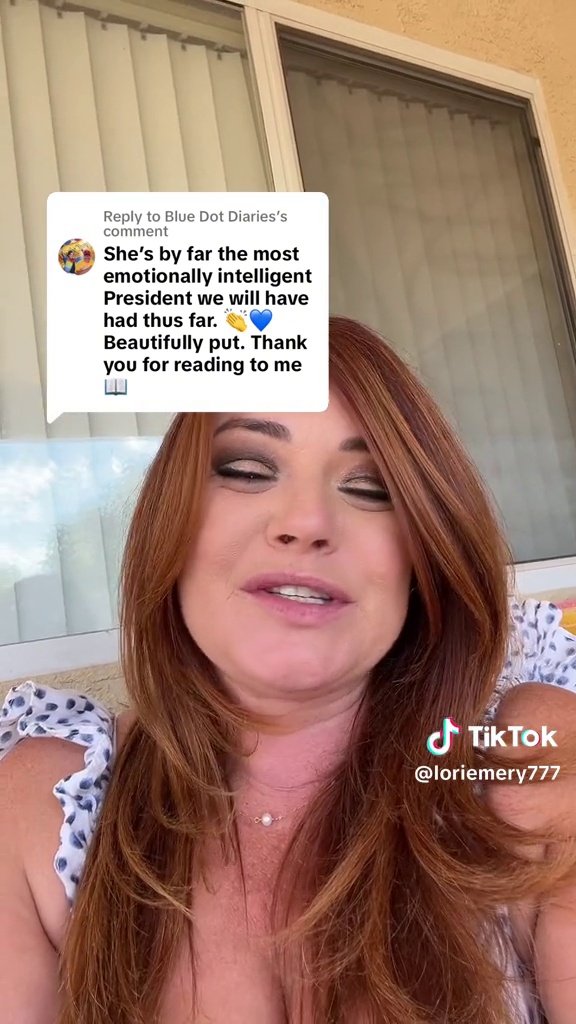 Reply to Blue Dot Diaries's
comment
She's by far the most
emotionally intelligent
President we will have
had thus far. 👏💙
Beautifully put. Thank
you for reading to me
📖
TikTok
@loriemery777